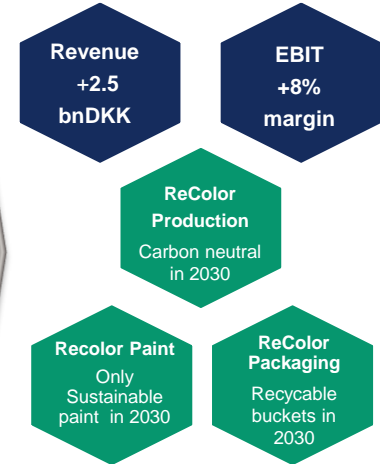 Revenue
+2.5
bnDKK
EBIT
+8%
margin
ReColor
Production
Carbon neutral
in 2030
Recolor Paint
Only
Sustainable
paint in 2030
ReColor
Packaging
Recycable
buckets in
2030